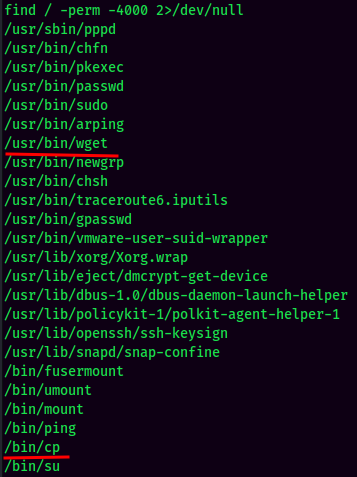 find / -perm -4000 2>/dev/null
/usr/sbin/pppd
/usr/bin/chfn
/usr/bin/pkexec
/usr/bin/passwd
/usr/bin/sudo
/usr/bin/arping
/usr/bin/wget
/usr/bin/newgrp
/usr/bin/chsh
/usr/bin/traceroute6.iputils
/usr/bin/gpasswd
/usr/bin/vmware-user-suid-wrapper
/usr/lib/xorg/Xorg.wrap
/usr/lib/eject/dmcrypt-get-device
/usr/lib/dbus-1.0/dbus-daemon-launch-helper
/usr/lib/policykit-1/polkit-agent-helper-1
/usr/lib/openssh/ssh-keysign
/usr/lib/snapd/snap-confine
/bin/fusermount
/bin/umount
/bin/mount
/bin/ping
/bin/cp
/bin/su